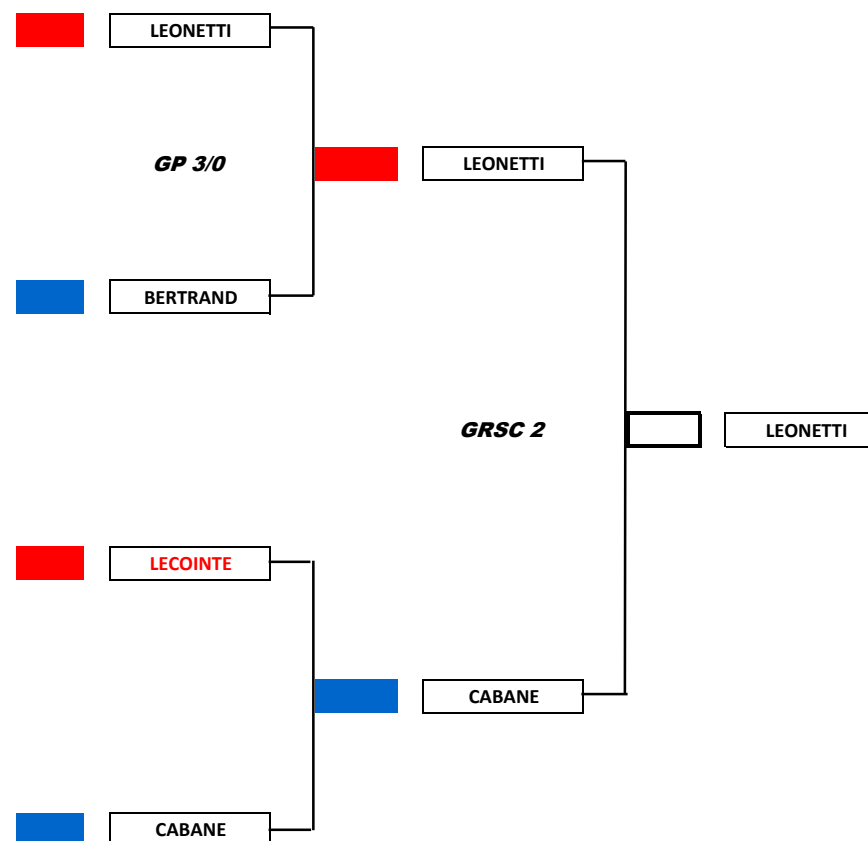 LEONETTI
GP 3/0
LEONETTI
BERTRAND
GRSC 2
LEONETTI
LECOINTE
CABANE
CABANE